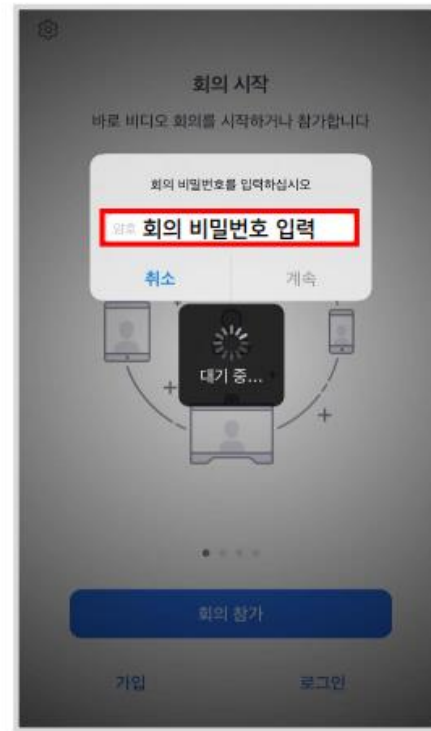 회의 시작
바로 비디오 회의를 시작하거나 참가합니다
회의 비밀번호를 입력하십시오
암호 회의 비밀번호 입력
취소 계속
대기 중...
회의 참가
가입 로그인